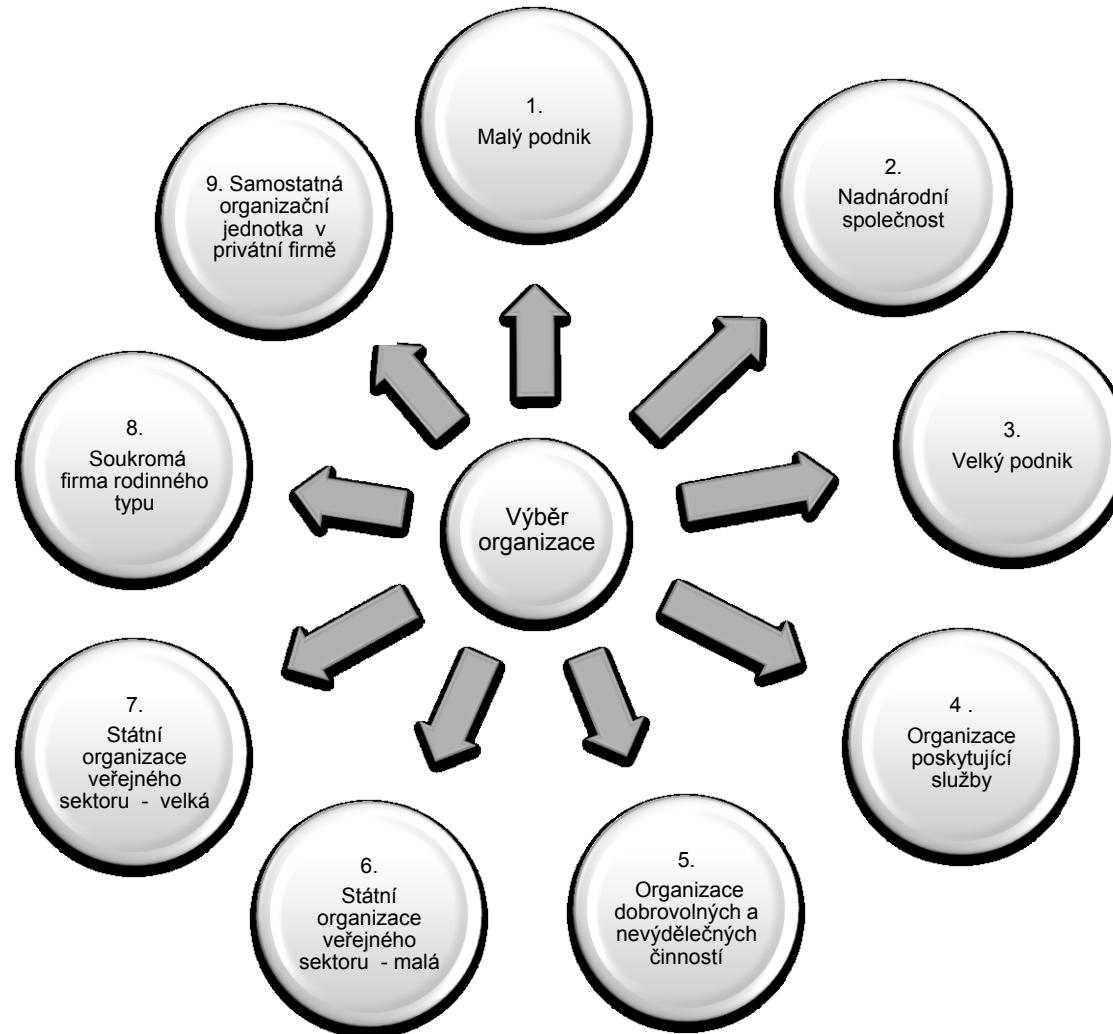 1.
Malý podnik
2.
Nadnárodní
společnost
3.
Velký podnik
4 .
Organizace
poskytující
služby
5.
Organizace
dobrovolných a
nevýdělečných
činností
6.
Státní
organizace
veřejného
sektoru - malá
7.
Státní
organizace
veřejného
sektoru - velká
8.
Soukromá
firma rodinného
typu
9. Samostatná
organizační
jednotka v
privátní firmě
Výběr
organizace